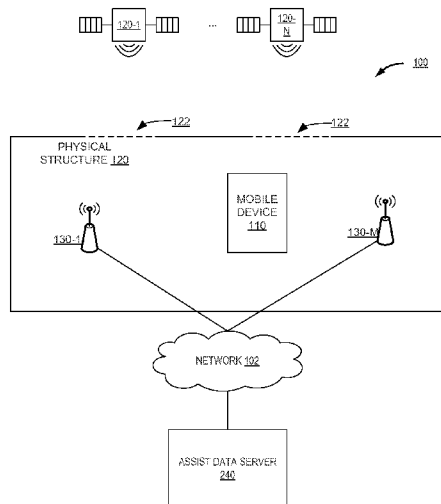 120-1
...
120-
N
100
122
122
PHYSICAL
STRUCTURE 120
MOBILE
DEVICE
110
130-1
130-M
NETWORK 102
ASSIST DATA SERVER
240